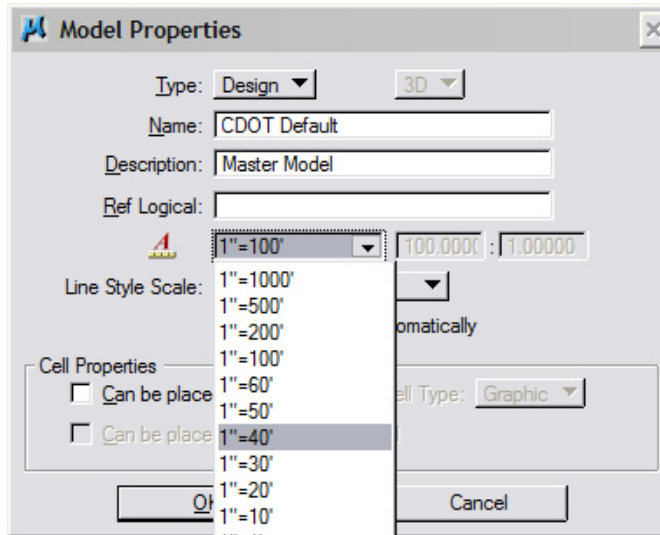 Model Properties
Type: Design 3D
Name: CDOT Default
Description: Master Model
Ref Logical:
A 1"=100' 100.0000 : 1.00000
Line Style Scale:
1"=1000'
1"=500'
omatically
1"=200'
1"=100'
Cell Properties
1"=60'
Can be place ell Type: Graphic
1"=50'
Can be place 1"=40'
1"=30'
1"=20'
Cancel
1"=10'